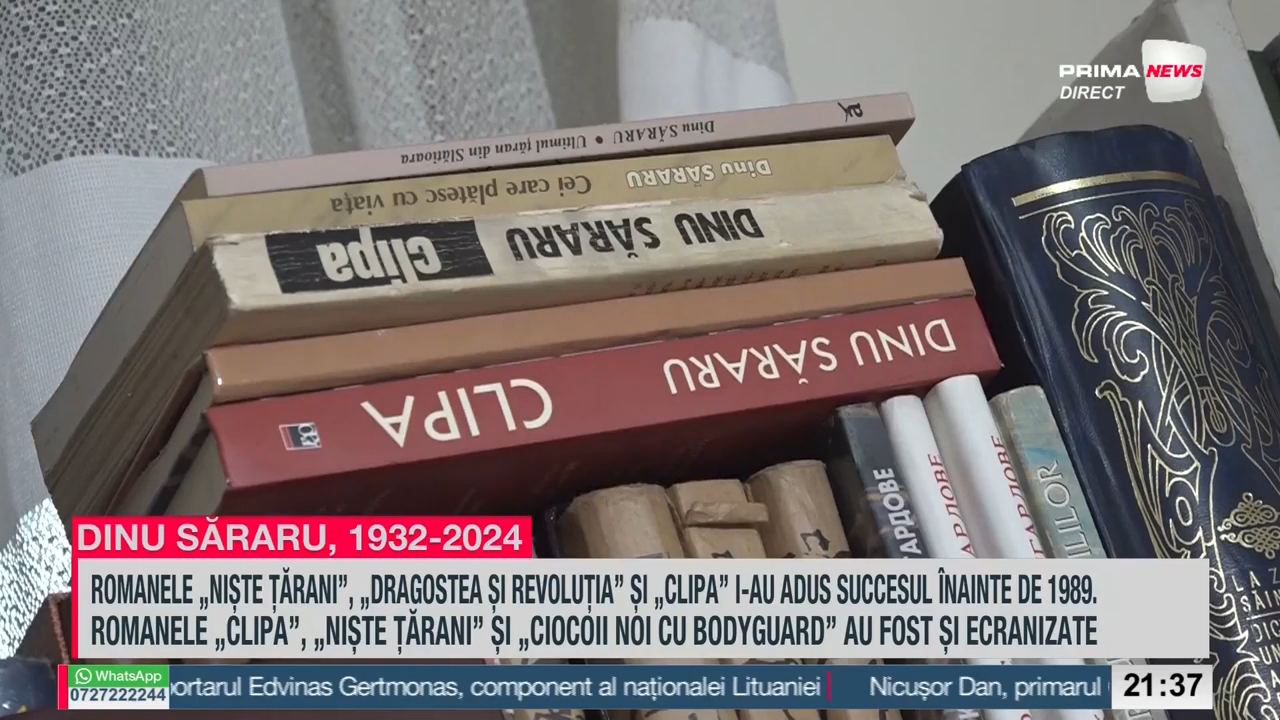 PRIMA NEWS
DIRECT
Dinu SĂRARU • Ultimul țăran din Slătioara
Dinu SĂRARU Cei care plătesc cu viața
DINU SĂRARU clipa
DINU SĂRARU CLIPA
ГАРДОВЕ
DINU SĂRARU, 1932-2024
ROMANELE „NIȘTE ȚĂRANI”, „DRAGOSTEA ȘI REVOLUȚIA” ȘI „CLIPA” I-AU ADUS SUCCESUL ÎNAINTE DE 1989.
ROMANELE „CLIPA”, „NIȘTE ȚĂRANI” ȘI „CIOCOII NOI CU BODYGUARD” AU FOST ȘI ECRANIZATE
WhatsApp
0727222244
portarul Edvinas Gertmonas, component al naționalei Lituaniei | Nicușor Dan, primarul
21:37